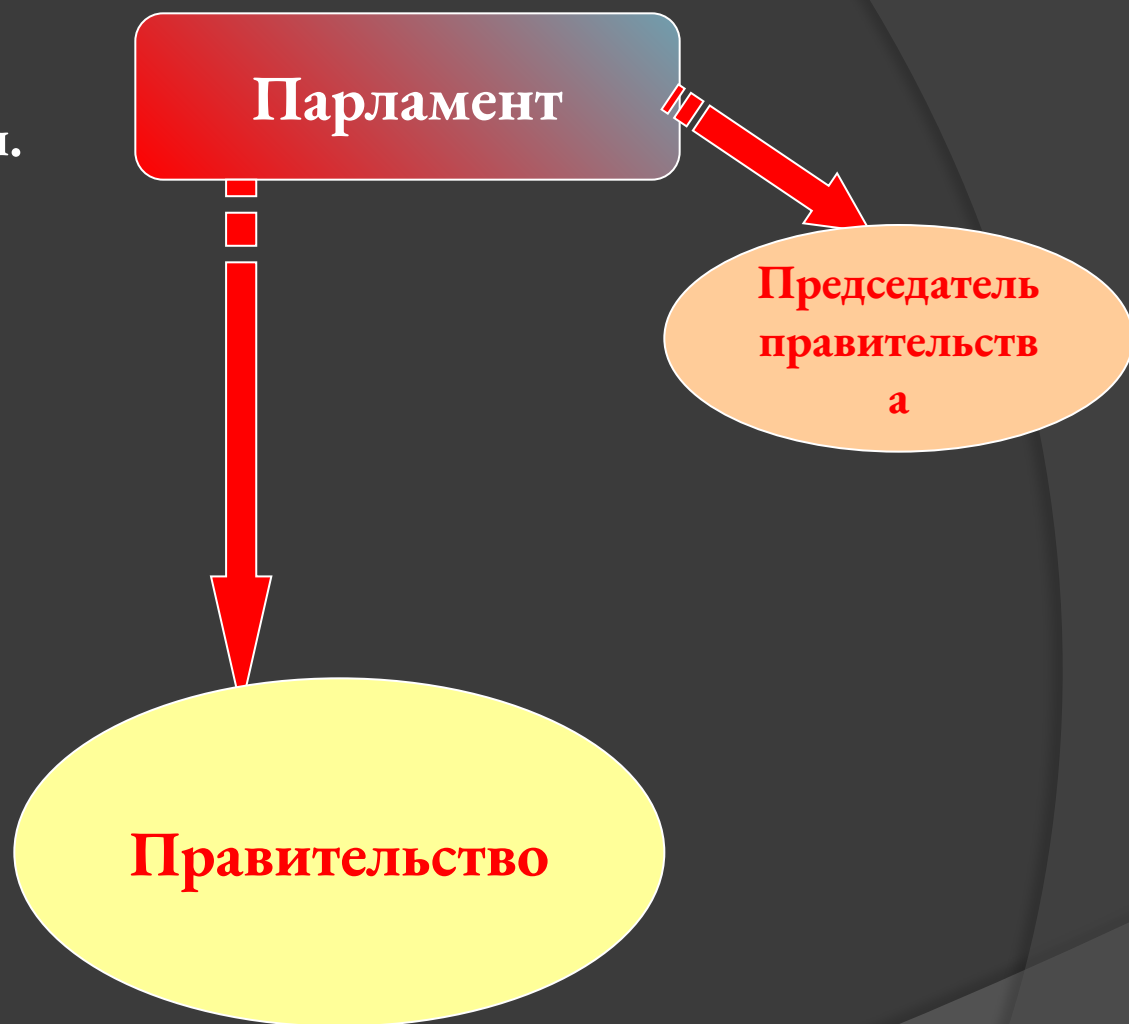 Парламент
Председатель
правительств
а
Правительство